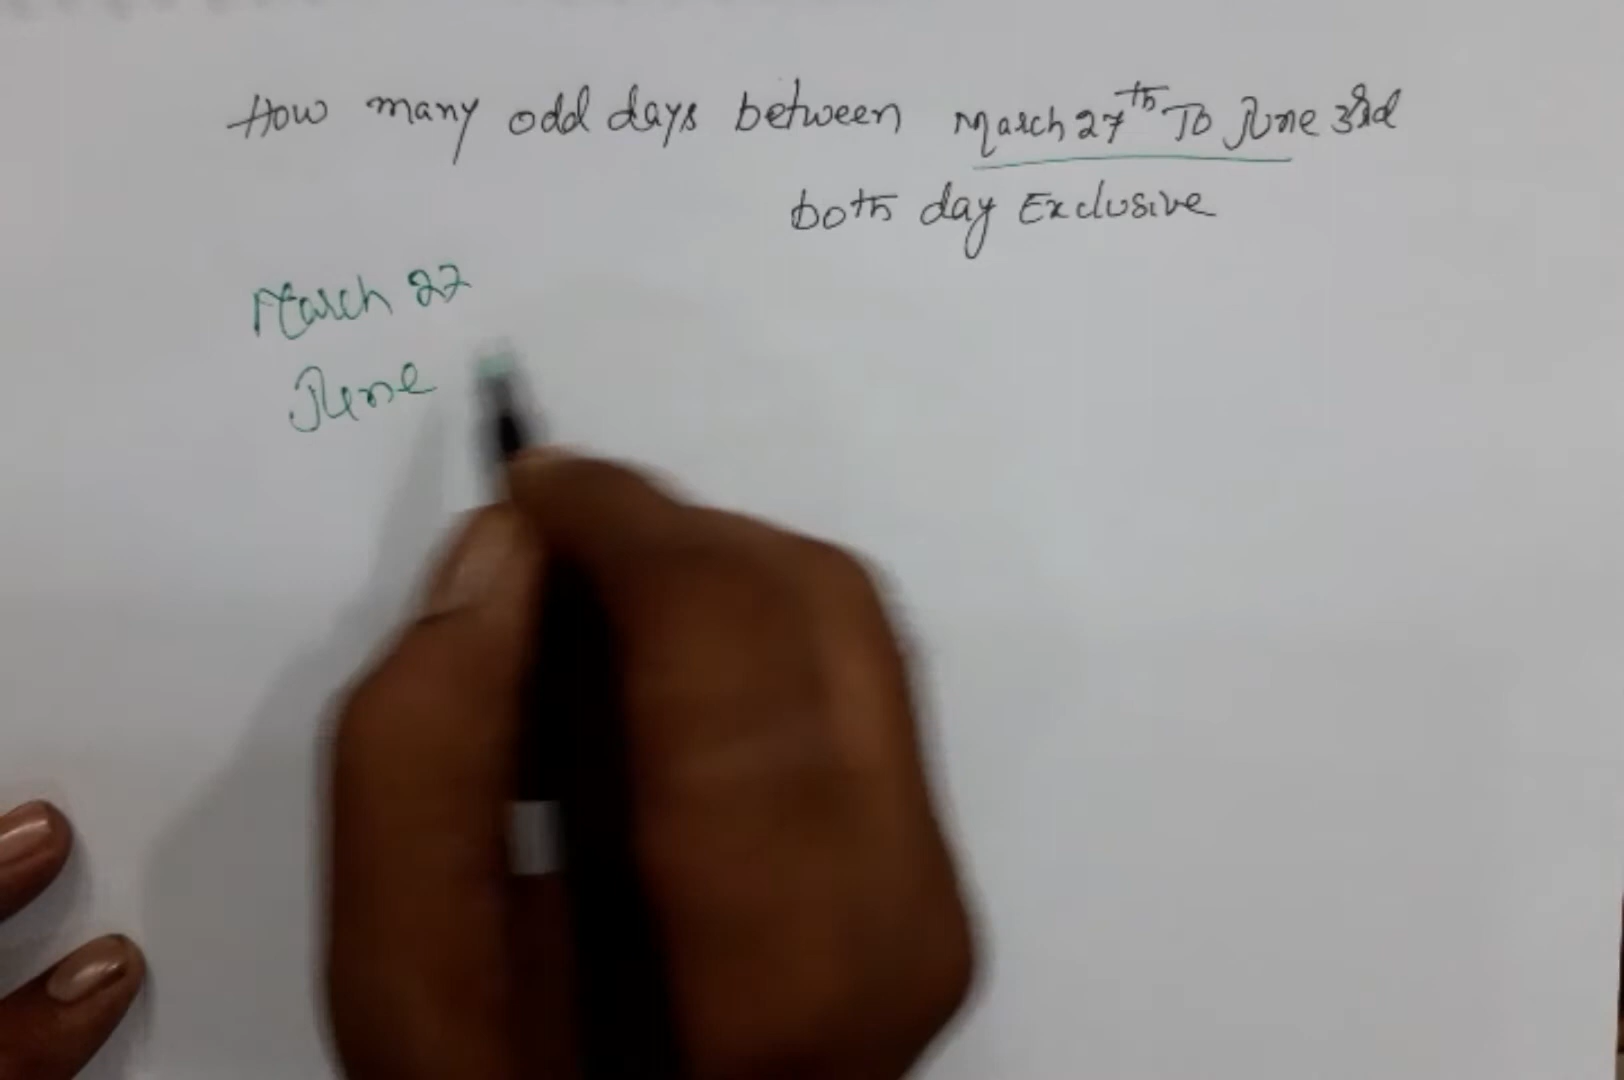 How many odd days between March 27th To June 3rd
both day Exclusive
March 27
June